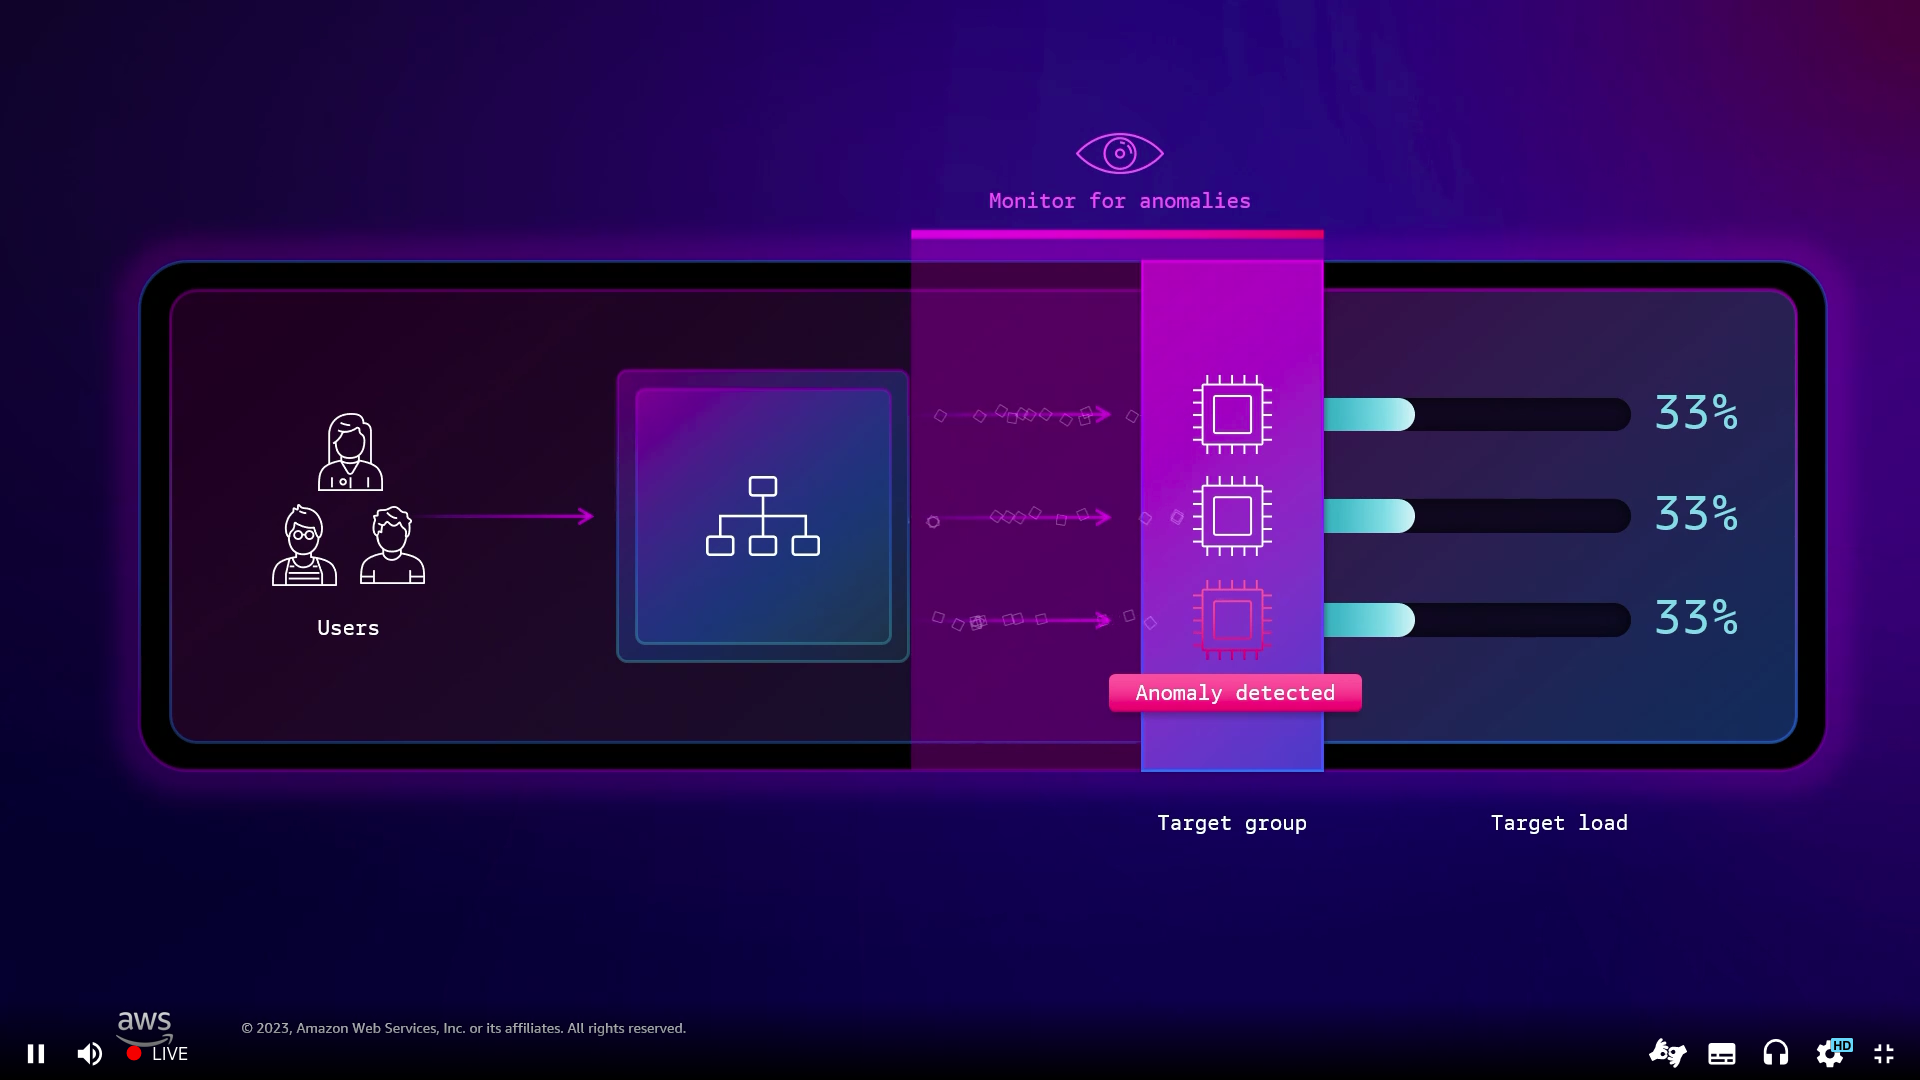 Monitor for anomalies
33%
33%
33%
Users
Anomaly detected
Target group
Target load
aws
© 2023, Amazon Web Services, Inc. or its affiliates. All rights reserved.
LIVE
HD